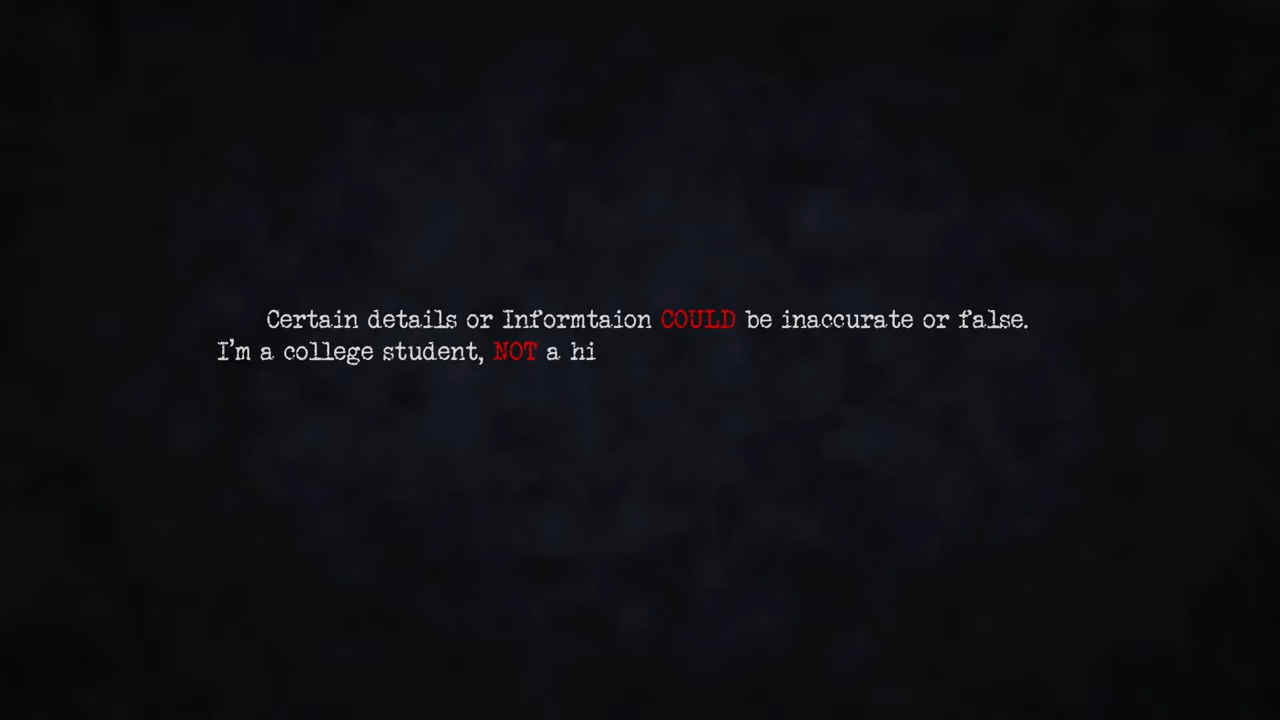 Certain details or Informtaion COULD be inaccurate or false.
I'm a college student, NOT a hi